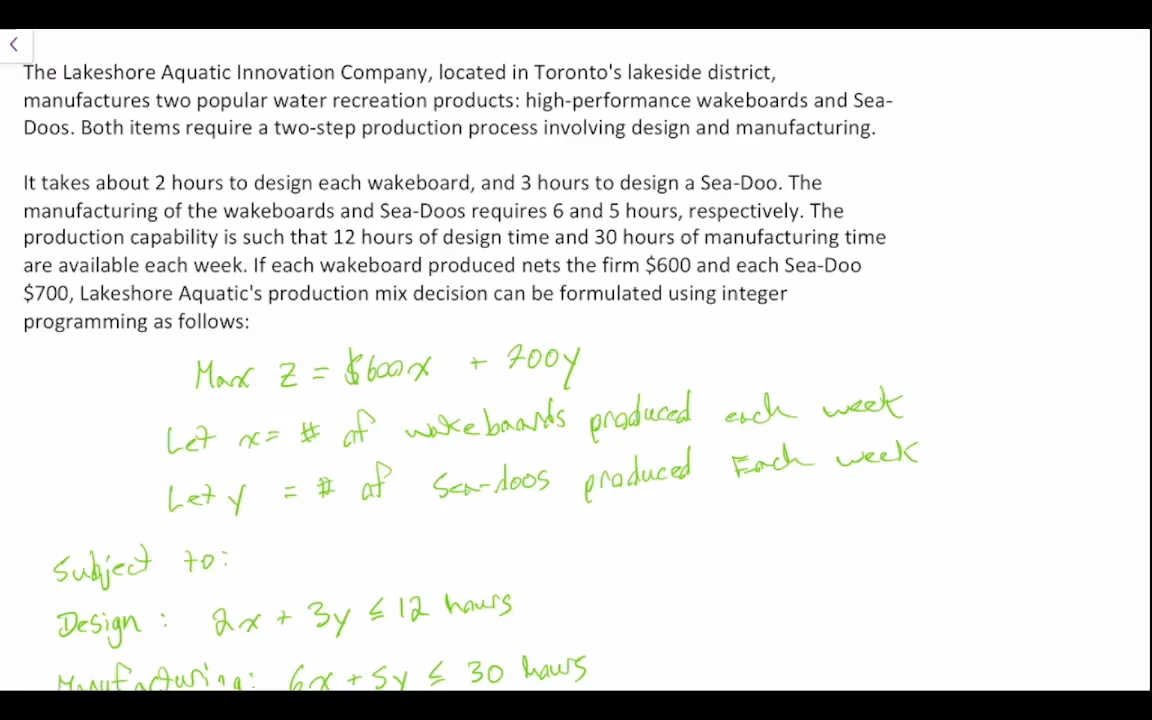 The Lakeshore Aquatic Innovation Company, located in Toronto's lakeside district,
manufactures two popular water recreation products: high-performance wakeboards and Sea-
Doos. Both items require a two-step production process involving design and manufacturing.
It takes about 2 hours to design each wakeboard, and 3 hours to design a Sea-Doo. The
manufacturing of the wakeboards and Sea-Doos requires 6 and 5 hours, respectively. The
production capability is such that 12 hours of design time and 30 hours of manufacturing time
are available each week. If each wakeboard produced nets the firm $600 and each Sea-Doo
$700, Lakeshore Aquatic's production mix decision can be formulated using integer
programming as follows:
Max Z = $600x + 700y
Let x = # of wakeboards produced each week
Let y = # of Sea-doos produced Each week
Subject to:
Design : 2x + 3y ≤ 12 hours
Manufacturing: 6x + 5y ≤ 30 hours